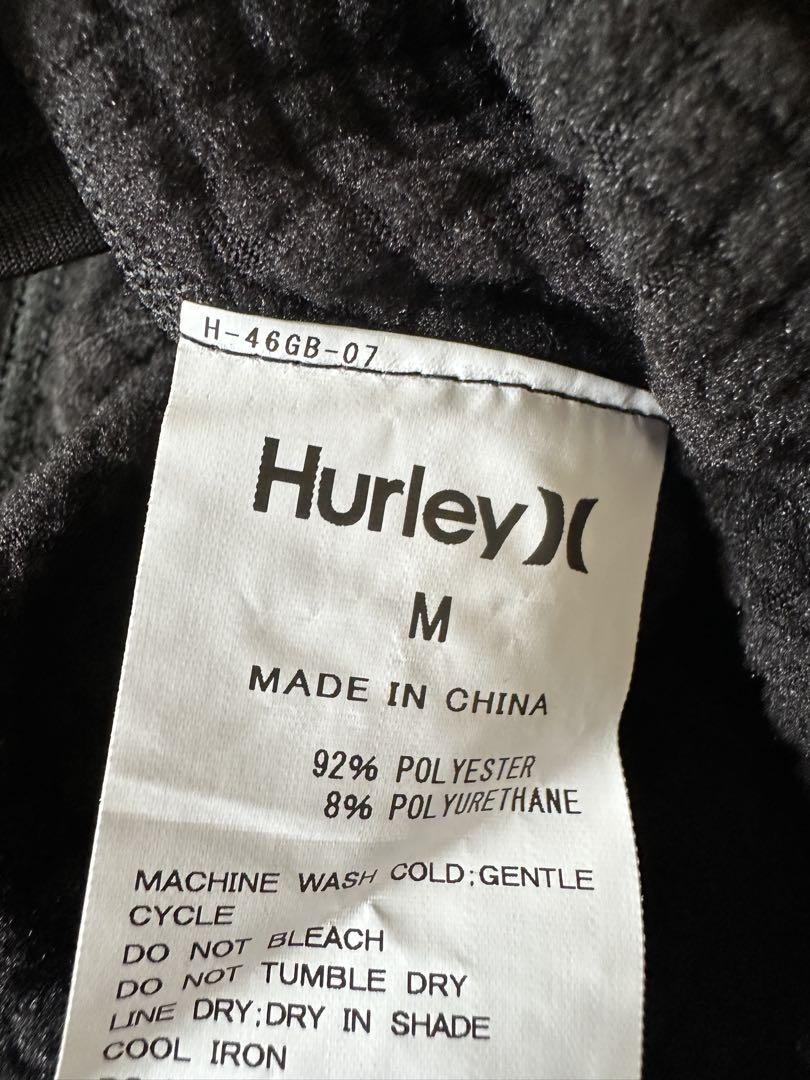 H-46GB-07
Hurley
M
MADE IN CHINA
92% POLYESTER
8% POLYURETHANE
MACHINE WASH COLD;GENTLE
CYCLE
DO NOT BLEACH
DO NOT TUMBLE DRY
LINE DRY;DRY IN SHADE
COOL IRON